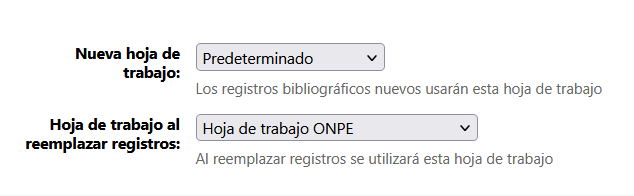 Nueva hoja de trabajo:
Predeterminado
Los registros bibliográficos nuevos usarán esta hoja de trabajo
Hoja de trabajo al reemplazar registros:
Hoja de trabajo ONPE
Al reemplazar registros se utilizará esta hoja de trabajo